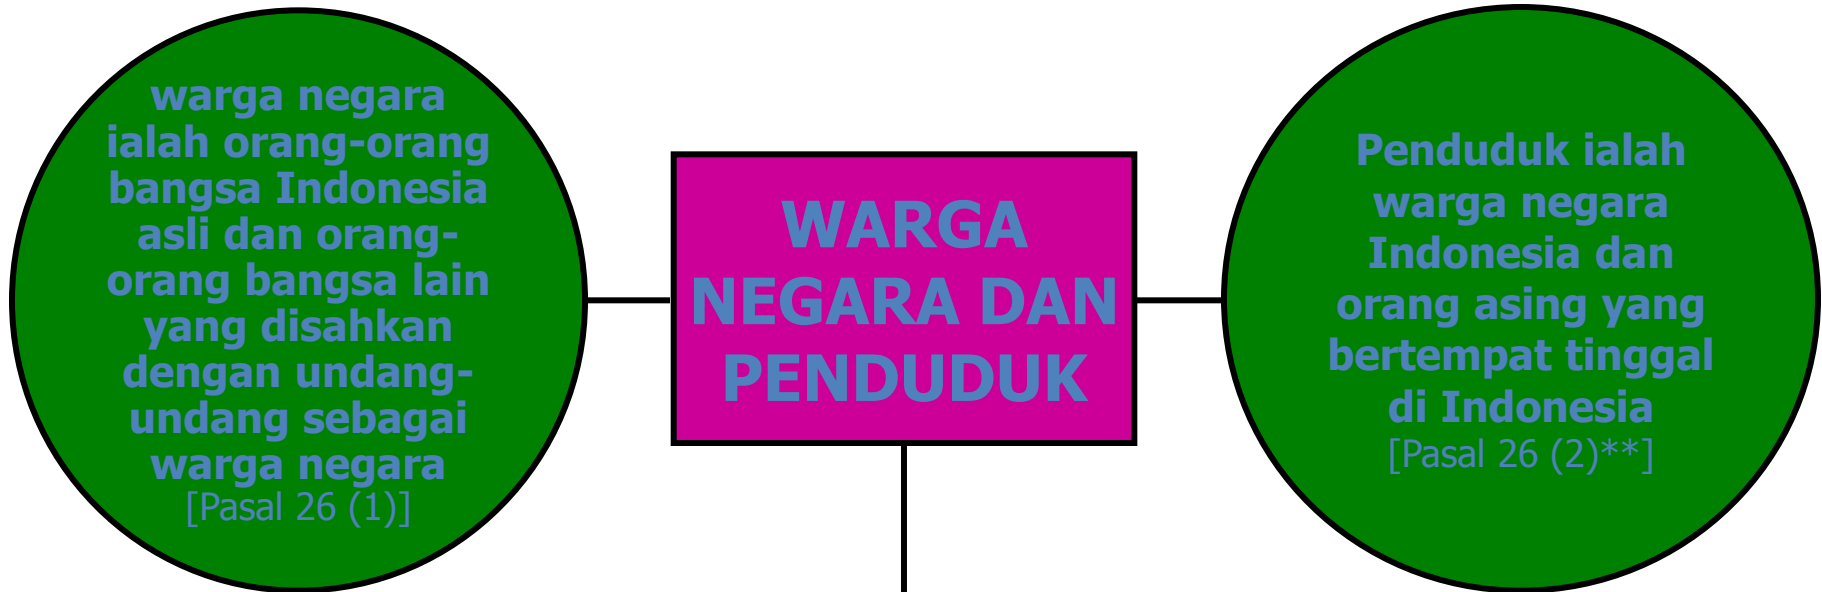 warga negara
ialah orang-orang
bangsa Indonesia
asli dan orang-
orang bangsa lain
yang disahkan
dengan undang-
undang sebagai
warga negara
[Pasal 26 (1)]
WARGA
NEGARA DAN
PENDUDUK
Penduduk ialah
warga negara
Indonesia dan
orang asing yang
bertempat tinggal
di Indonesia
[Pasal 26 (2)**]